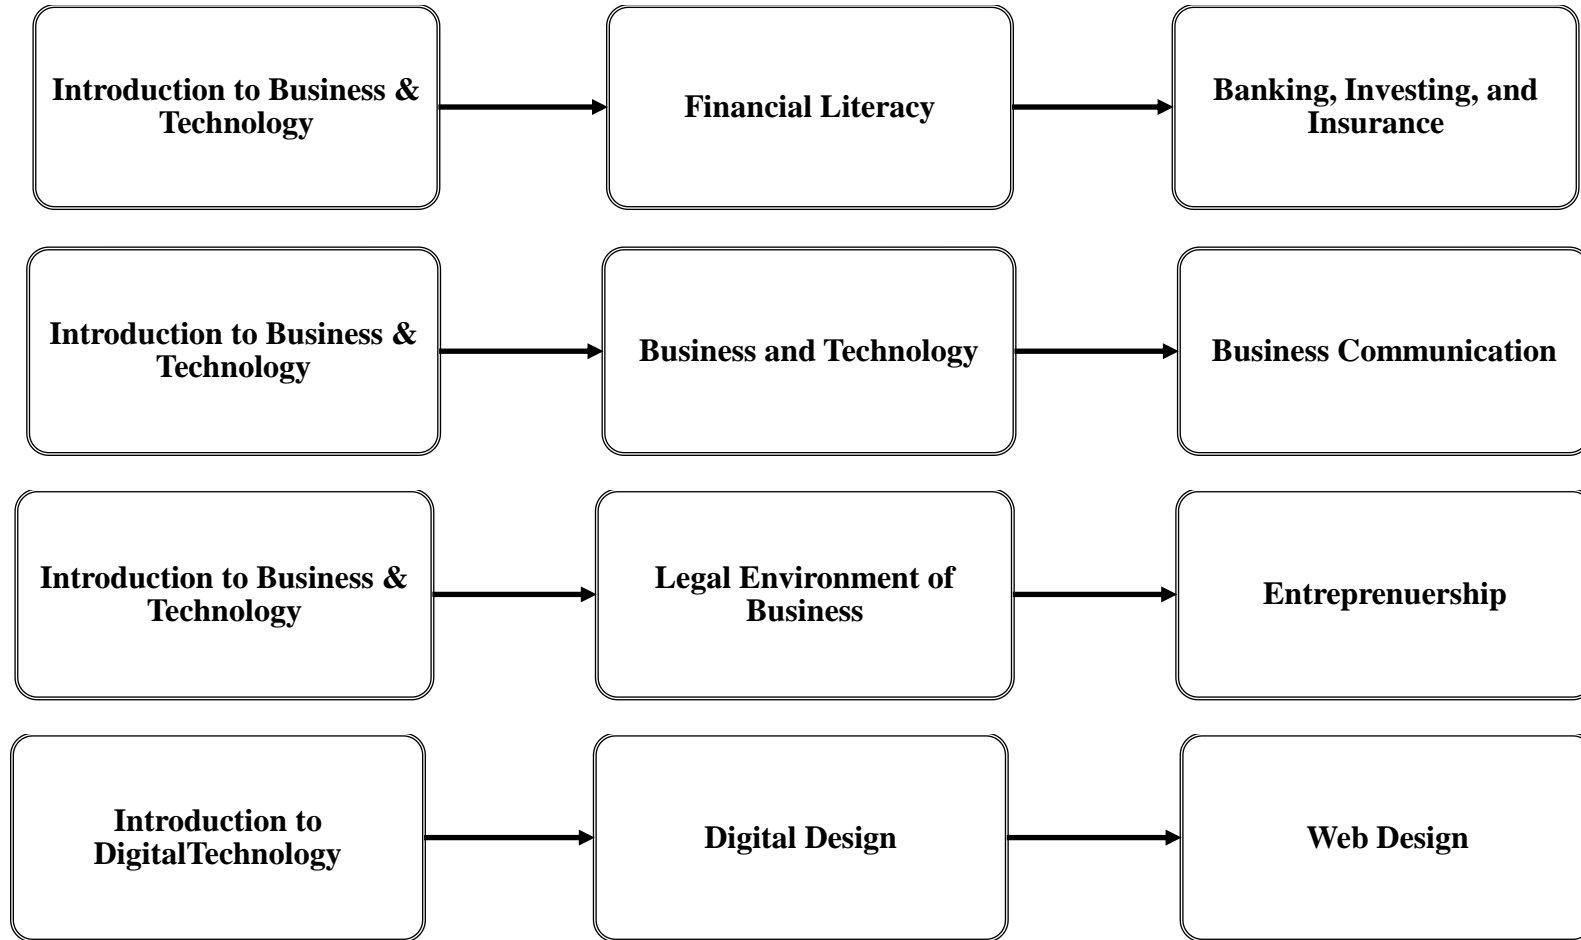 Introduction to Business &
Technology
Financial Literacy
Banking, Investing, and
Insurance
Introduction to Business &
Technology
Business and Technology
Business Communication
Introduction to Business &
Technology
Legal Environment of
Business
Entreprenuership
Introduction to
DigitalTechnology
Digital Design
Web Design